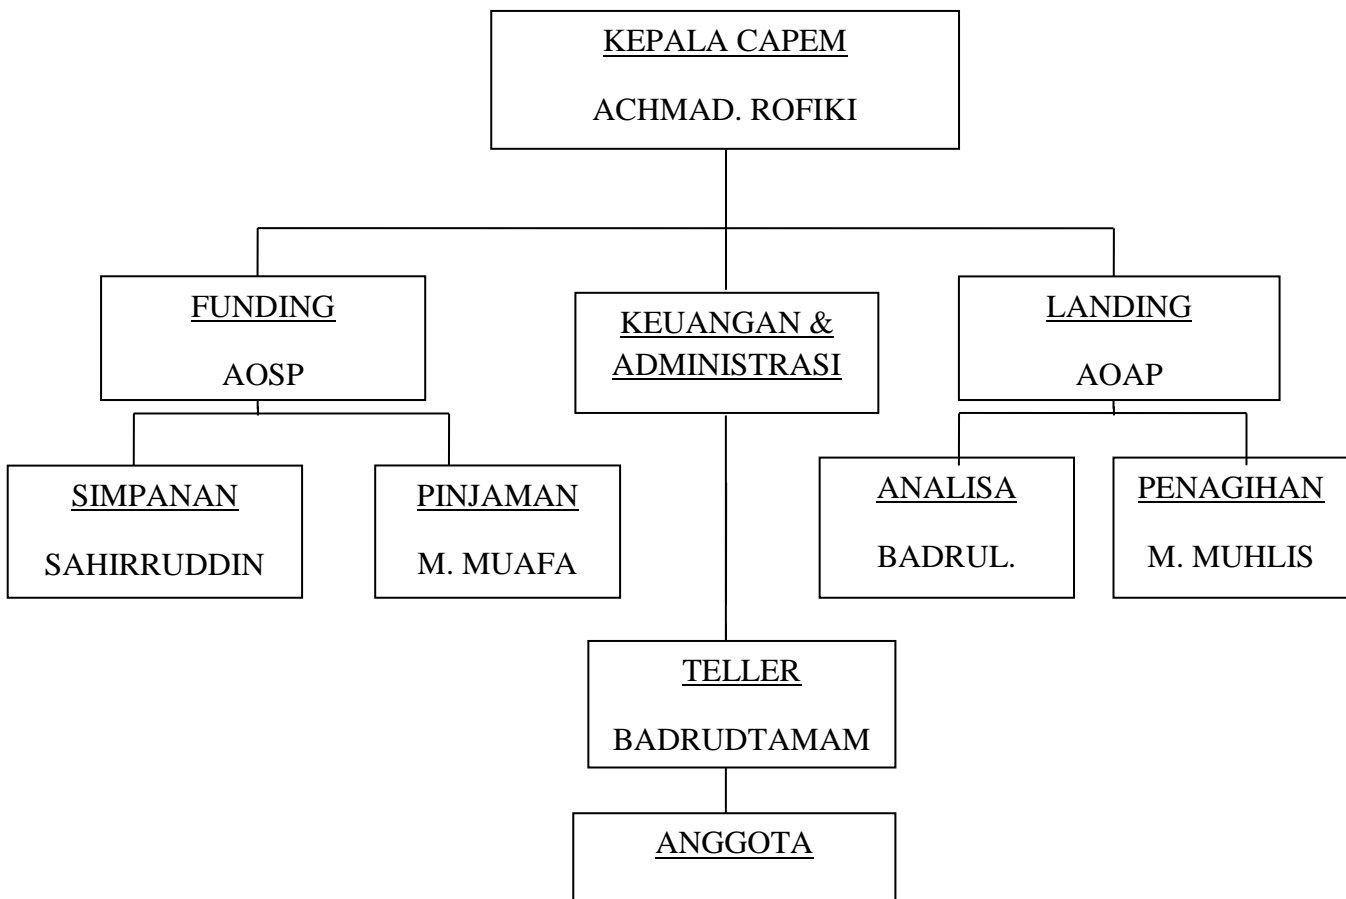 KEPALA CAPEM
ACHMAD. ROFIKI
FUNDING
AOSP
KEUANGAN &
ADMINISTRASI
LANDING
AOAP
SIMPANAN
SAHIRRUDDIN
PINJAMAN
M. MUAFA
ANALISA
BADRUL.
PENAGIHAN
M. MUHLIS
TELLER
BADRUDTAMAM
ANGGOTA